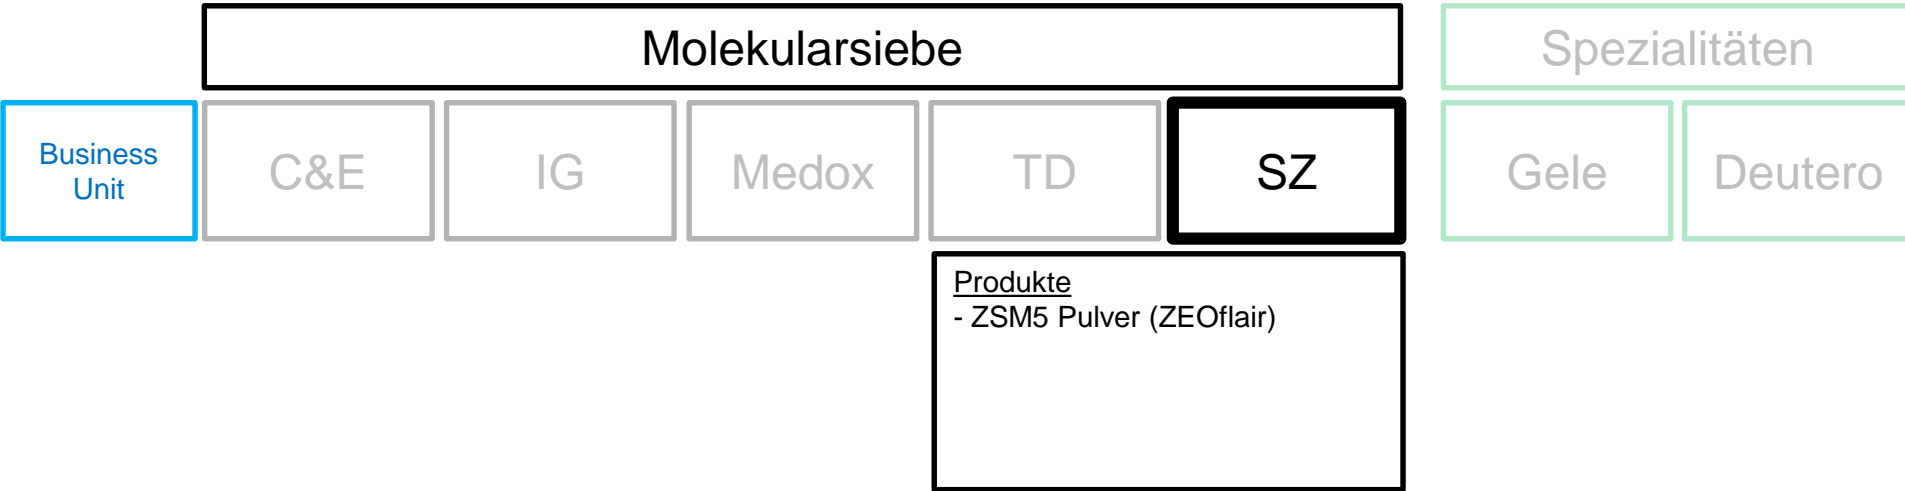 Molekularsiebe
Spezialitäten
Business
Unit
C&E
IG
Medox
TD
SZ
Gele
Deutero
Produkte
- ZSM5 Pulver (ZEOflair)